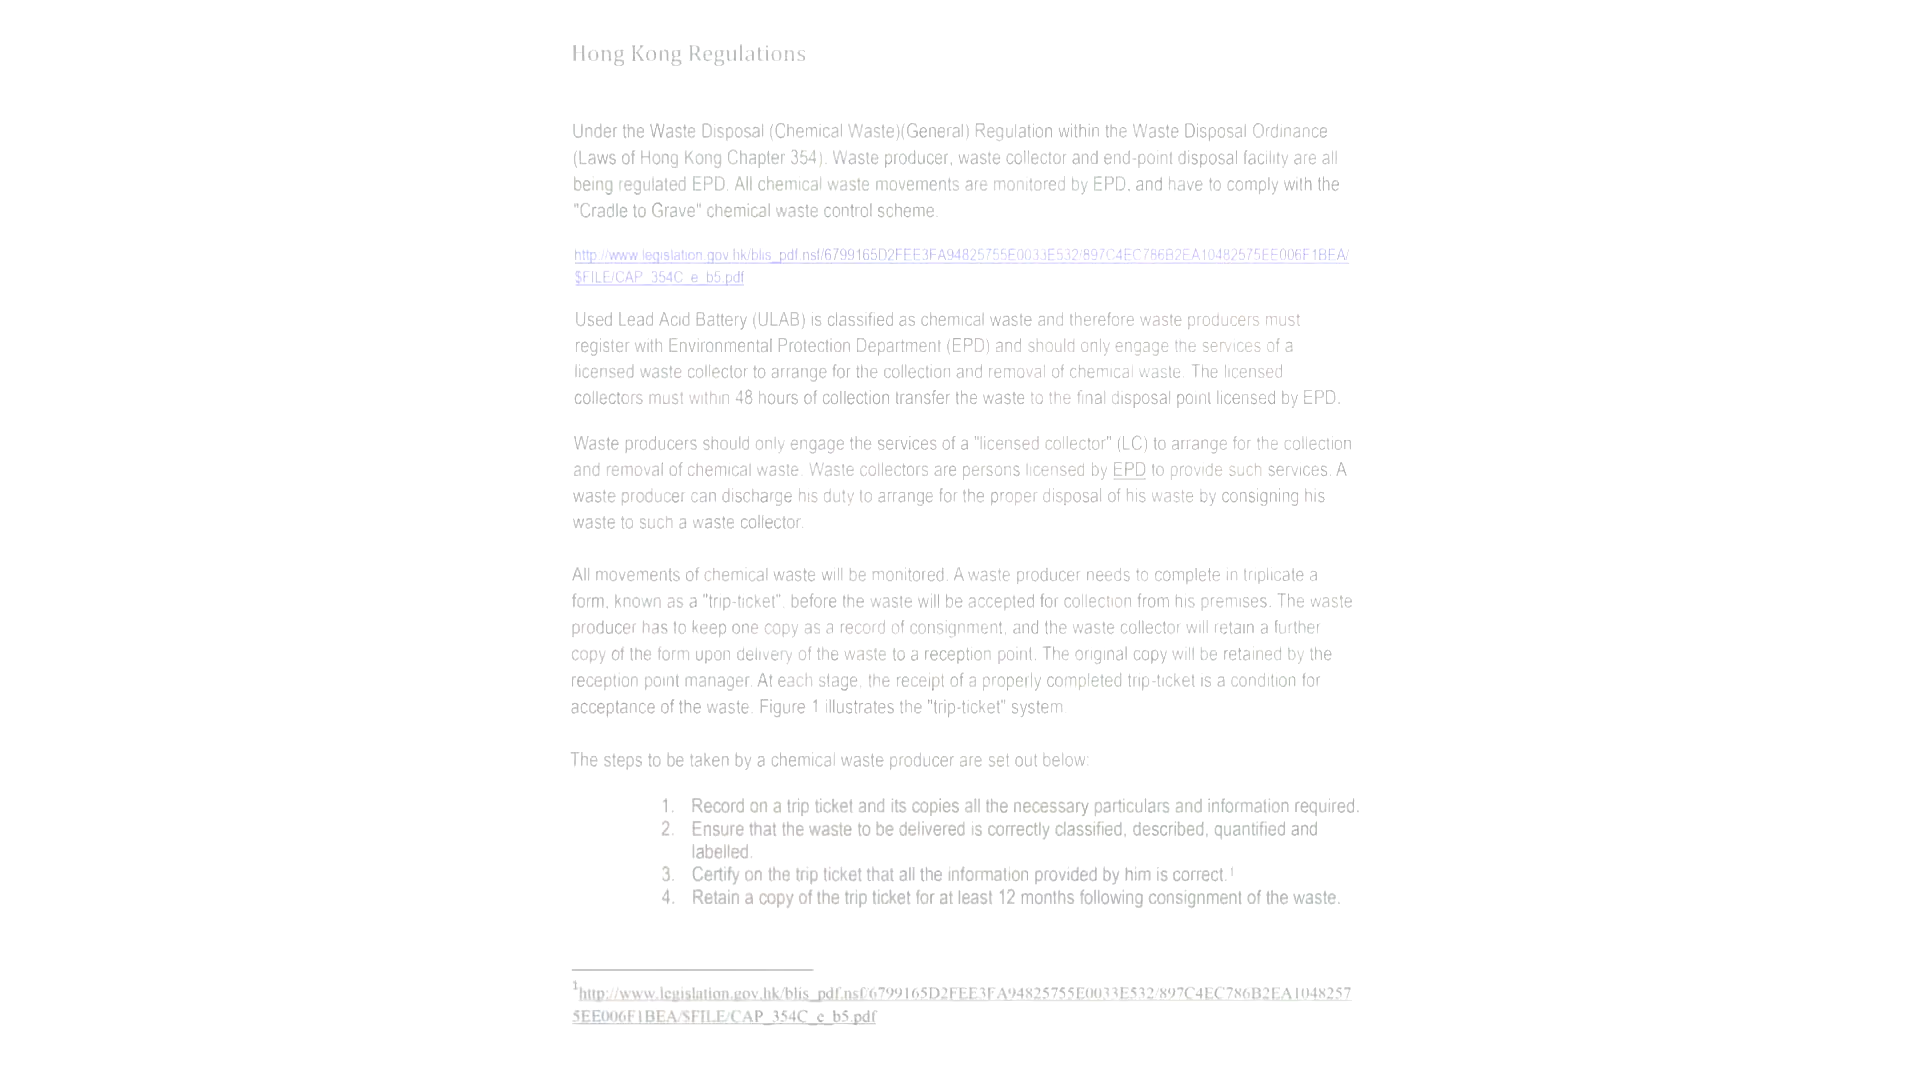 Hong Kong Regulations
Under the Waste Disposal (Chemical Waste)(General) Regulation within the Waste Disposal Ordinance
(Laws of Hong Kong Chapter 354). Waste producer, waste collector and end-point disposal facility are all
being regulated EPD. All chemical waste movements are monitored by EPD, and have to comply with the
"Cradle to Grave" chemical waste control scheme.
http://www.legislation.gov.hk/blis_pdf.nsf/6799165D2FEE3FA94825755E0033E532/897C4EC786B2EA10482575EE006F1BEA/
$FILE/CAP_354C_e_b5.pdf
Used Lead Acid Battery (ULAB) is classified as chemical waste and therefore waste producers must
register with Environmental Protection Department (EPD) and should only engage the services of a
licensed waste collector to arrange for the collection and removal of chemical waste. The licensed
collectors must within 48 hours of collection transfer the waste to the final disposal point licensed by EPD.
Waste producers should only engage the services of a "licensed collector" (LC) to arrange for the collection
and removal of chemical waste. Waste collectors are persons licensed by EPD to provide such services. A
waste producer can discharge his duty to arrange for the proper disposal of his waste by consigning his
waste to such a waste collector.
All movements of chemical waste will be monitored. A waste producer needs to complete in triplicate a
form, known as a "trip-ticket", before the waste will be accepted for collection from his premises. The waste
producer has to keep one copy as a record of consignment, and the waste collector will retain a further
copy of the form upon delivery of the waste to a reception point. The original copy will be retained by the
reception point manager. At each stage, the receipt of a properly completed trip-ticket is a condition for
acceptance of the waste. Figure 1 illustrates the "trip-ticket" system.
The steps to be taken by a chemical waste producer are set out below:
1. Record on a trip ticket and its copies all the necessary particulars and information required.
2. Ensure that the waste to be delivered is correctly classified, described, quantified and
labelled.
3. Certify on the trip ticket that all the information provided by him is correct.1
4. Retain a copy of the trip ticket for at least 12 months following consignment of the waste.
1http://www.legislation.gov.hk/blis_pdf.nsf/6799165D2FEE3FA94825755E0033E532/897C4EC786B2EA1048257
5EE006F1BEA/$FILE/CAP_354C_e_b5.pdf